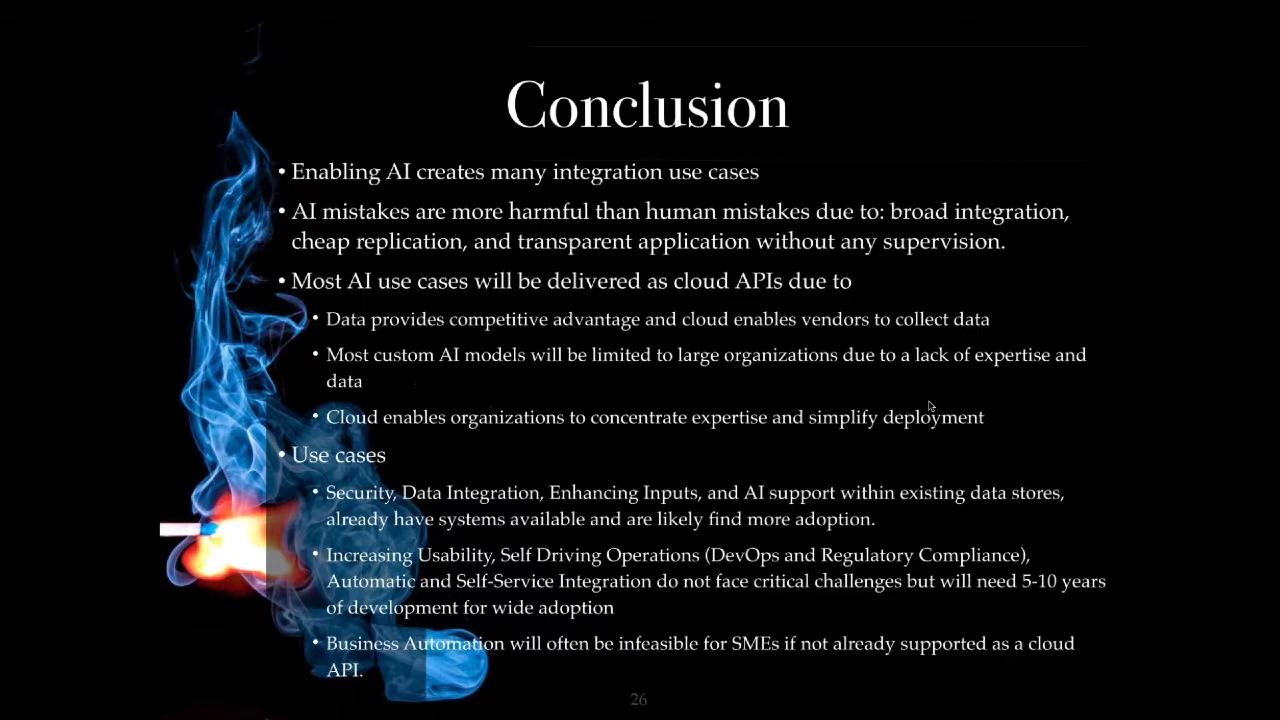 Conclusion
• Enabling AI creates many integration use cases
• AI mistakes are more harmful than human mistakes due to: broad integration,
cheap replication, and transparent application without any supervision.
• Most AI use cases will be delivered as cloud APIs due to
• Data provides competitive advantage and cloud enables vendors to collect data
• Most custom AI models will be limited to large organizations due to a lack of expertise and
data
• Cloud enables organizations to concentrate expertise and simplify deployment
• Use cases
• Security, Data Integration, Enhancing Inputs, and AI support within existing data stores,
already have systems available and are likely find more adoption.
• Increasing Usability, Self Driving Operations (DevOps and Regulatory Compliance),
Automatic and Self-Service Integration do not face critical challenges but will need 5-10 years
of development for wide adoption
• Business Automation will often be infeasible for SMEs if not already supported as a cloud
API.
26